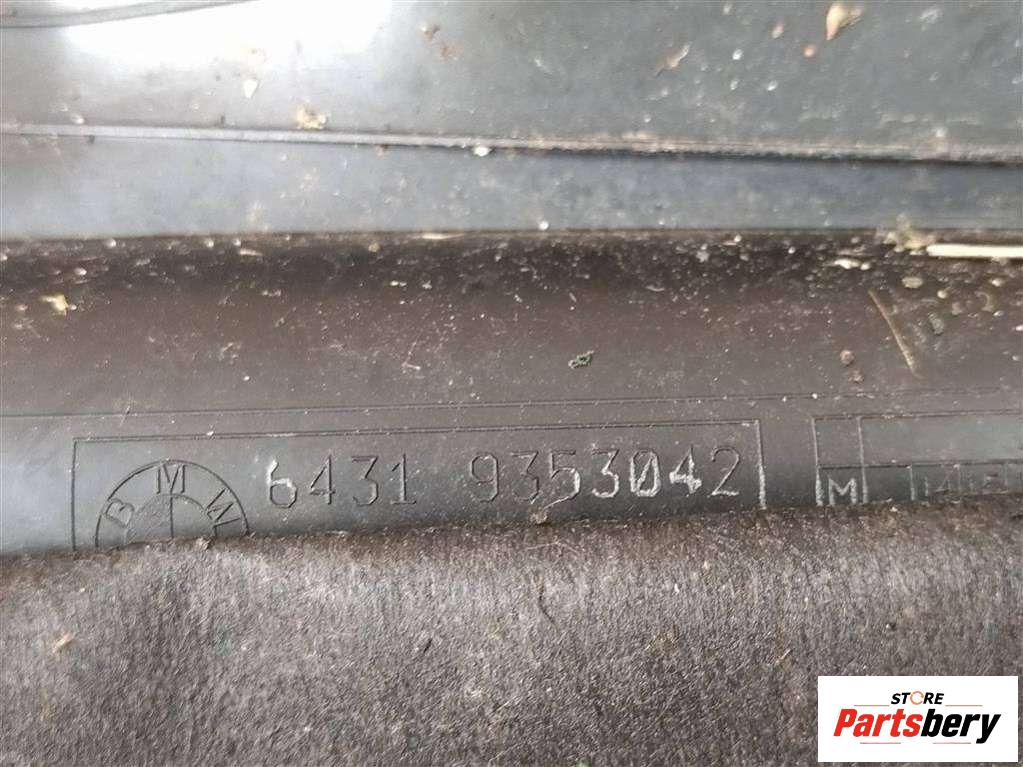 BMW 6431 9353042
M
STORE
Partsbery